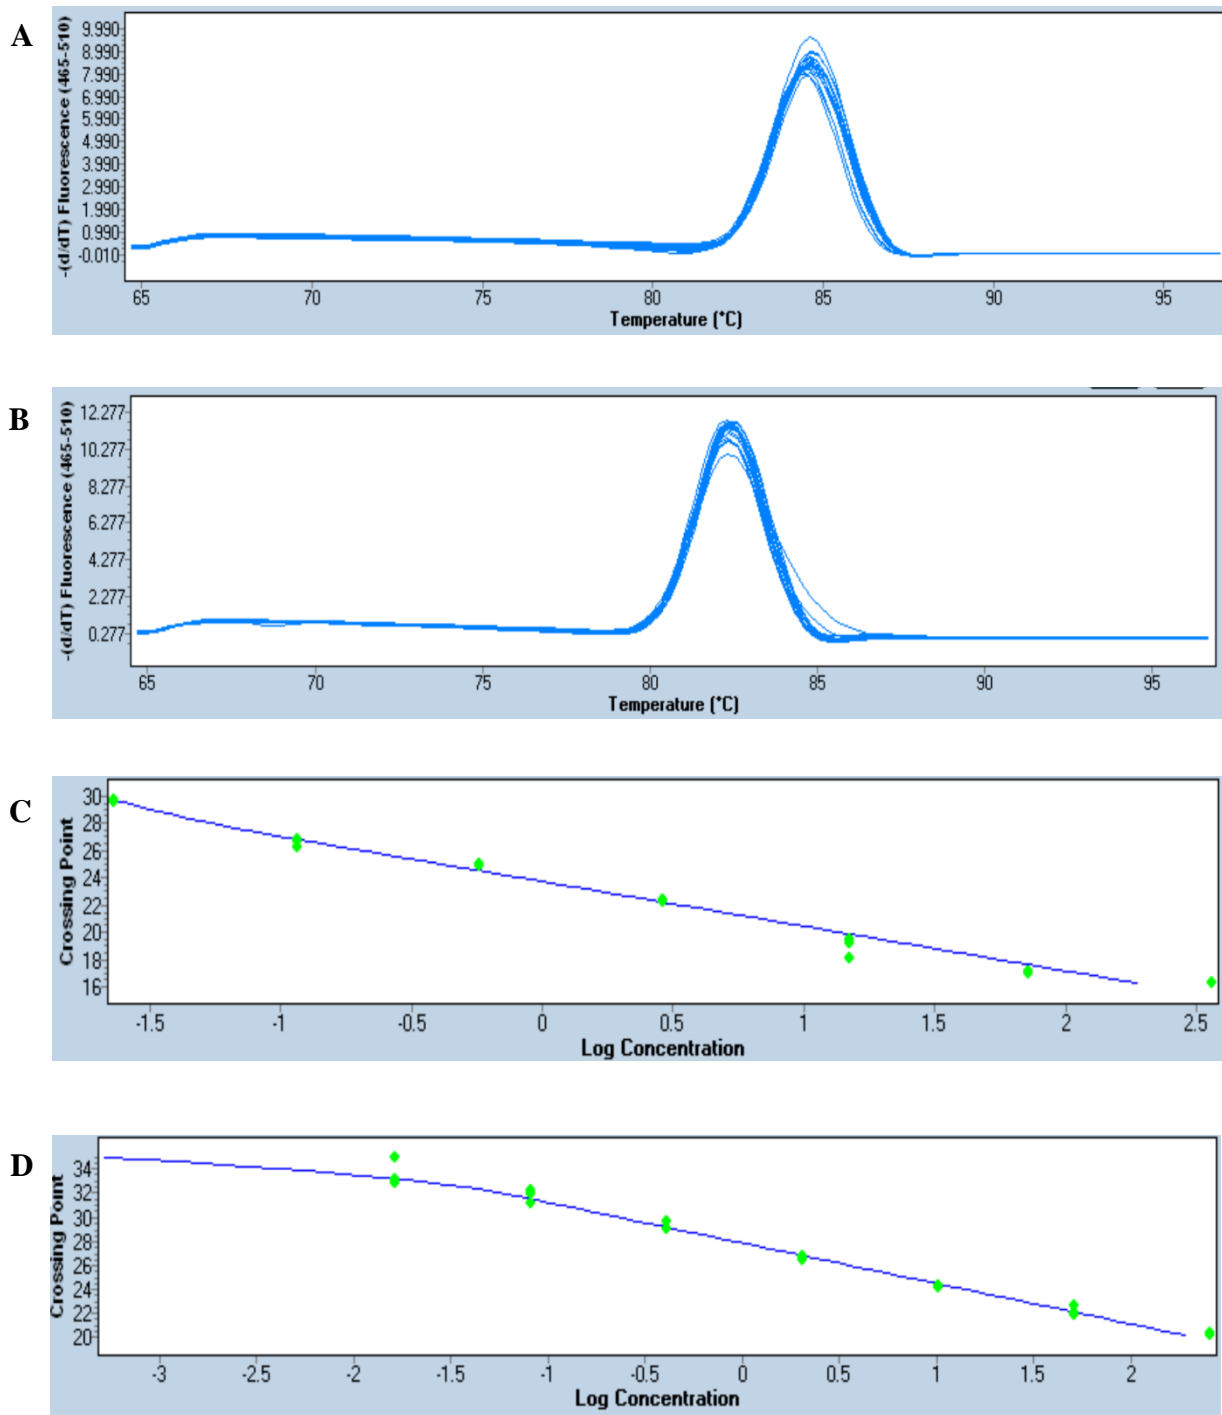 A
-(d/dT) Fluorescence (465-510)
9.990
8.990
7.990
6.990
5.990
4.990
3.990
2.990
1.990
0.990
-0.010
65 70 75 80 85 90 95
Temperature (°C)
B
-(d/dT) Fluorescence (465-510)
12.277
10.277
8.277
6.277
4.277
2.277
0.277
65 70 75 80 85 90 95
Temperature (°C)
C
Crossing Point
30
28
26
24
22
20
18
16
-1.5 -1 -0.5 0 0.5 1 1.5 2 2.5
Log Concentration
D
Crossing Point
34
32
30
28
26
24
22
20
-3 -2.5 -2 -1.5 -1 -0.5 0 0.5 1 1.5 2
Log Concentration